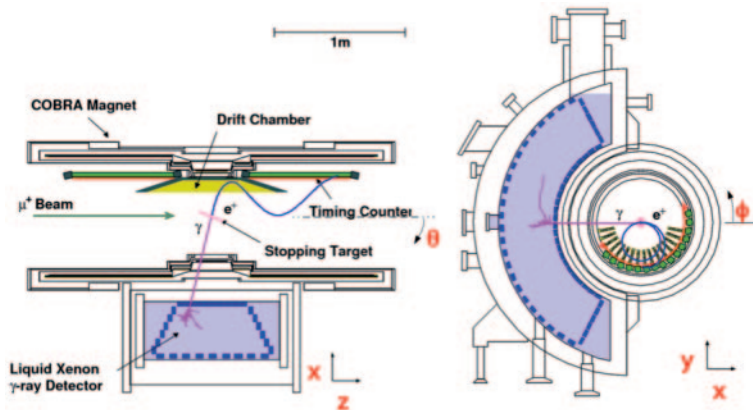 1m
COBRA Magnet
Drift Chamber
μ+ Beam
e+
Timing Counter
γ
θ
Stopping Target
Liquid Xenon
γ-ray Detector
x
z
γ
e+
ϕ
y
x